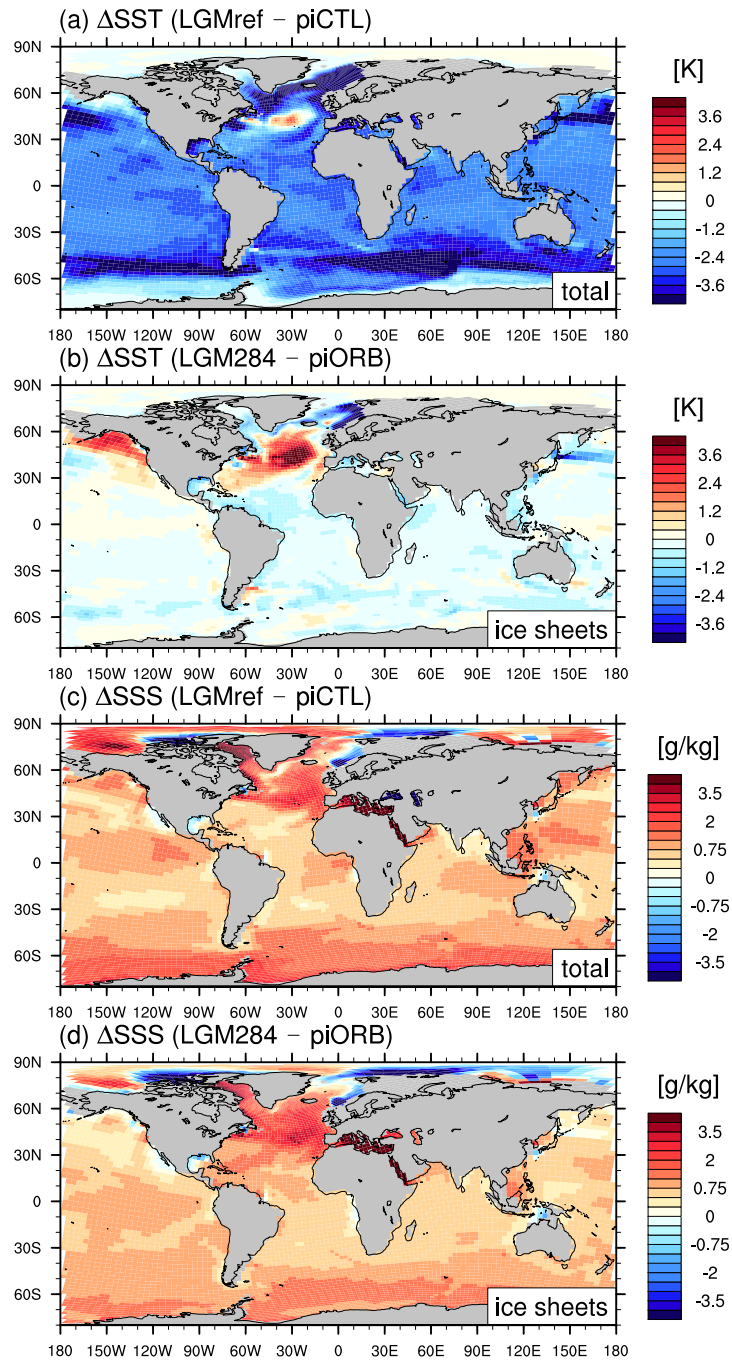 (a) ΔSST (LGMref − piCTL)
90N
60N
30N
0
30S
60S
180 150W 120W 90W 60W 30W 0 30E 60E 90E 120E 150E 180
total
[K]
3.6
2.4
1.2
0
-1.2
-2.4
-3.6
(b) ΔSST (LGM284 − piORB)
90N
60N
30N
0
30S
60S
180 150W 120W 90W 60W 30W 0 30E 60E 90E 120E 150E 180
ice sheets
[K]
3.6
2.4
1.2
0
-1.2
-2.4
-3.6
(c) ΔSSS (LGMref − piCTL)
90N
60N
30N
0
30S
60S
180 150W 120W 90W 60W 30W 0 30E 60E 90E 120E 150E 180
total
[g/kg]
3.5
2
0.75
0
-0.75
-2
-3.5
(d) ΔSSS (LGM284 − piORB)
90N
60N
30N
0
30S
60S
180 150W 120W 90W 60W 30W 0 30E 60E 90E 120E 150E 180
ice sheets
[g/kg]
3.5
2
0.75
0
-0.75
-2
-3.5